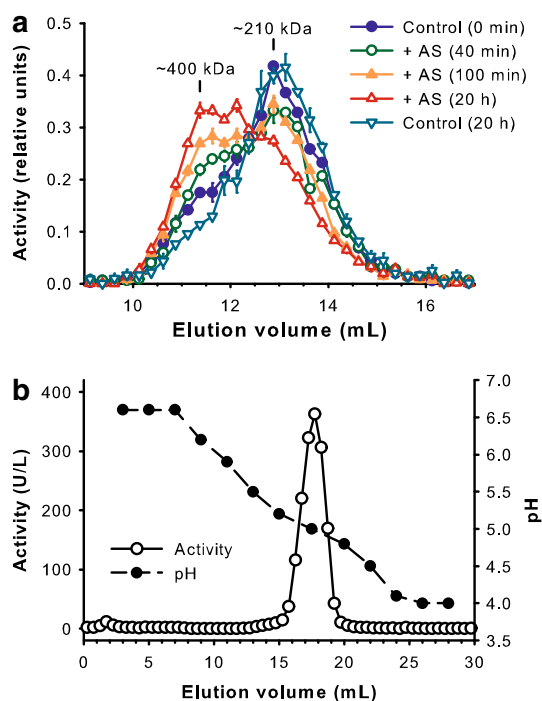 a
Activity (relative units)
0.5
0.4
0.3
0.2
0.1
0.0
~400 kDa
~210 kDa
Control (0 min)
+ AS (40 min)
+ AS (100 min)
+ AS (20 h)
Control (20 h)
10
12
14
16
Elution volume (mL)
b
Activity (U/L)
400
300
200
100
0
Activity
pH
7.0
6.5
6.0
5.5
5.0
4.5
4.0
3.5
pH
0
5
10
15
20
25
30
Elution volume (mL)